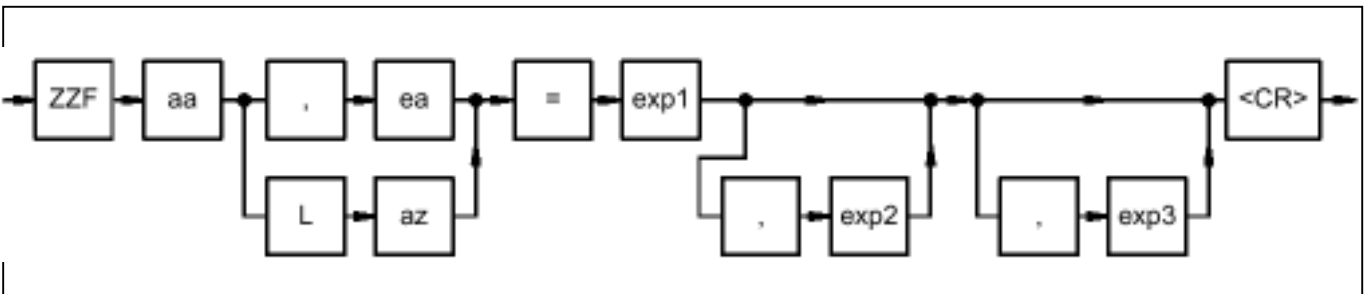 ZZF aa , ea = exp1 <CR>
L az , exp2 , exp3